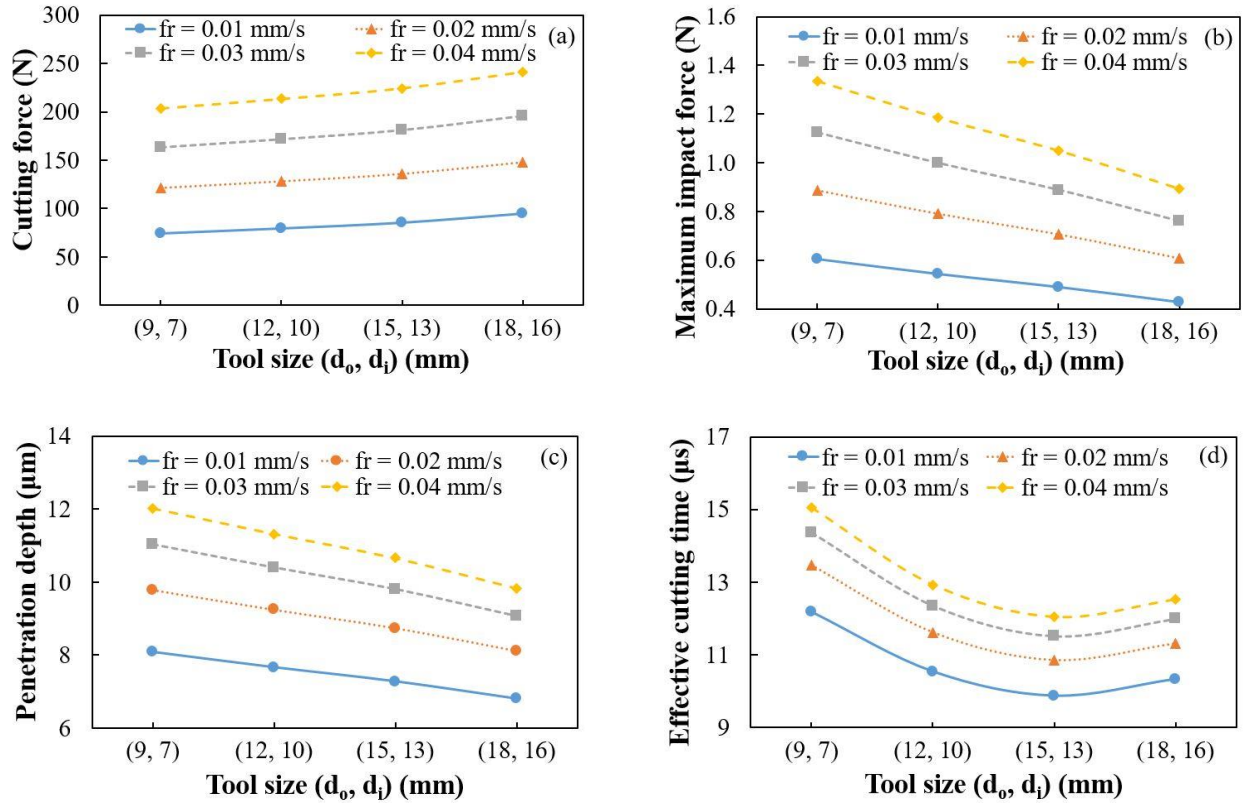 fr = 0.01 mm/s fr = 0.02 mm/s (a)
fr = 0.03 mm/s fr = 0.04 mm/s
300
250
200
150
100
50
0
Cutting force (N)
(9, 7) (12, 10) (15, 13) (18, 16)
Tool size (do, di) (mm)
fr = 0.01 mm/s fr = 0.02 mm/s (b)
fr = 0.03 mm/s fr = 0.04 mm/s
1.6
1.4
1.2
1.0
0.8
0.6
0.4
Maximum impact force (N)
(9, 7) (12, 10) (15, 13) (18, 16)
Tool size (do, di) (mm)
fr = 0.01 mm/s fr = 0.02 mm/s (c)
fr = 0.03 mm/s fr = 0.04 mm/s
14
12
10
8
6
Penetration depth (μm)
(9, 7) (12, 10) (15, 13) (18, 16)
Tool size (do, di) (mm)
fr = 0.01 mm/s fr = 0.02 mm/s (d)
fr = 0.03 mm/s fr = 0.04 mm/s
17
15
13
11
9
Effective cutting time (μs)
(9, 7) (12, 10) (15, 13) (18, 16)
Tool size (do, di) (mm)